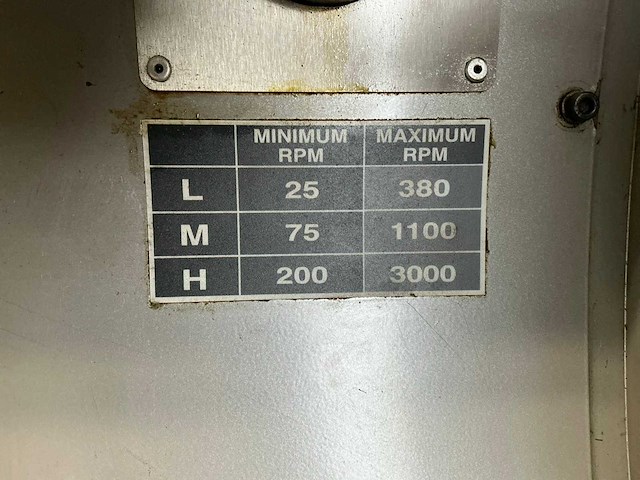 MINIMUM RPM MAXIMUM RPM
L 25 380
M 75 1100
H 200 3000